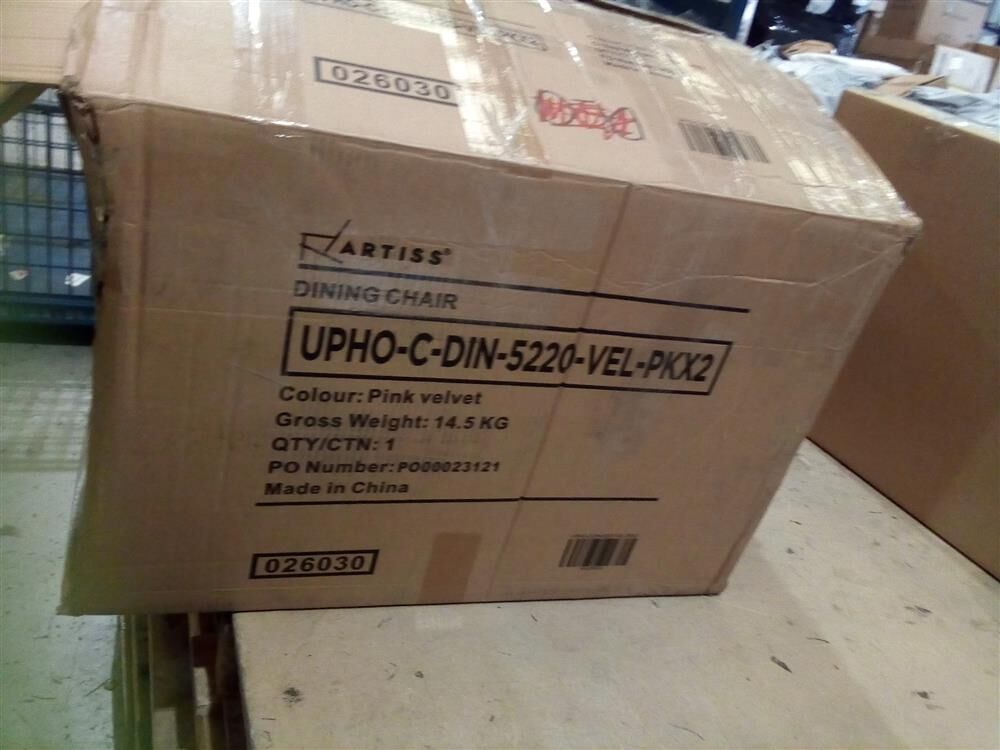 026030
ARTISS®
DINING CHAIR
UPHO-C-DIN-5220-VEL-PKX2
Colour: Pink velvet
Gross Weight: 14.5 KG
QTY/CTN: 1
PO Number: PO00023121
Made in China
026030